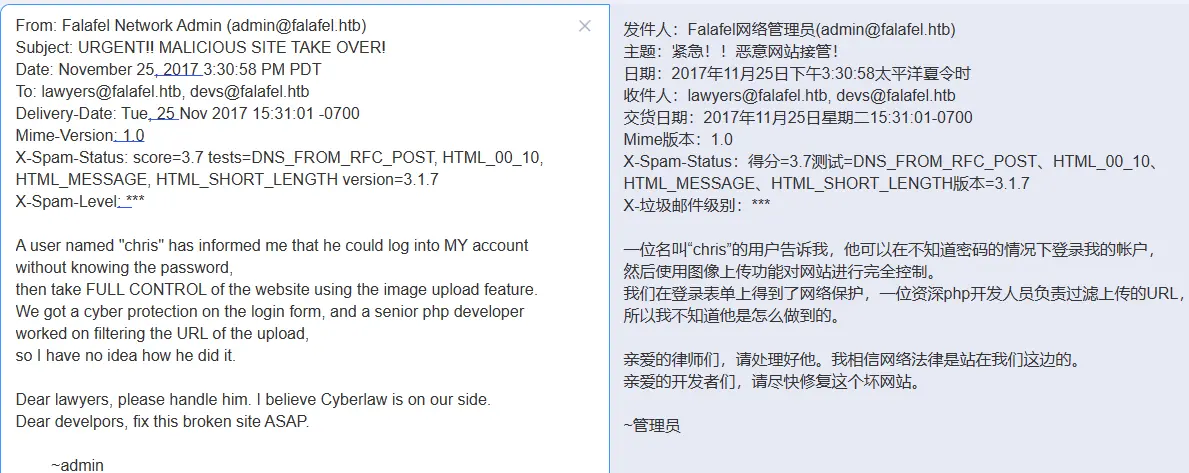 From: Falafel Network Admin (admin@falafel.htb)
Subject: URGENT!! MALICIOUS SITE TAKE OVER!
Date: November 25, 2017 3:30:58 PM PDT
To: lawyers@falafel.htb, devs@falafel.htb
Delivery-Date: Tue, 25 Nov 2017 15:31:01 -0700
Mime-Version: 1.0
X-Spam-Status: score=3.7 tests=DNS_FROM_RFC_POST, HTML_00_10,
HTML_MESSAGE, HTML_SHORT_LENGTH version=3.1.7
X-Spam-Level: ***
A user named "chris" has informed me that he could log into MY account
without knowing the password,
then take FULL CONTROL of the website using the image upload feature.
We got a cyber protection on the login form, and a senior php developer
worked on filtering the URL of the upload,
so I have no idea how he did it.
Dear lawyers, please handle him. I believe Cyberlaw is on our side.
Dear develpors, fix this broken site ASAP.
~admin
发件人：Falafel网络管理员(admin@falafel.htb)
主题：紧急！！恶意网站接管！
日期：2017年11月25日下午3:30:58太平洋夏令时
收件人：lawyers@falafel.htb, devs@falafel.htb
交货日期：2017年11月25日星期二15:31:01-0700
Mime版本：1.0
X-Spam-Status：得分=3.7测试=DNS_FROM_RFC_POST、HTML_00_10、
HTML_MESSAGE、HTML_SHORT_LENGTH版本=3.1.7
X-垃圾邮件级别：***
一位名叫“chris”的用户告诉我，他可以在不知道密码的情况下登录我的帐户，
然后使用图像上传功能对网站进行完全控制。
我们在登录表单上得到了网络保护，一位资深php开发人员负责过滤上传的URL，
所以我不知道他是怎么做到的。
亲爱的律师们，请处理好他。我相信网络法律是站在我们这边的。
亲爱的开发者们，请尽快修复这个坏网站。
~管理员